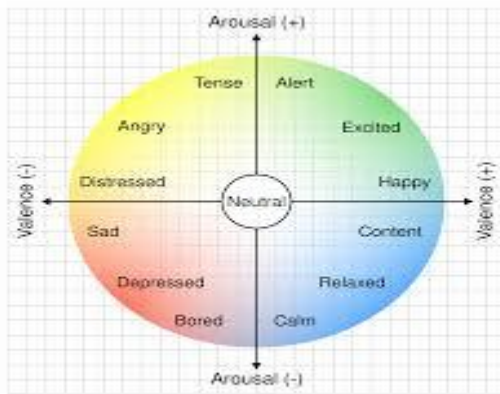 Arousal (+)
Tense Alert
Angry
Excited
Distressed
Happy
Valence (-)
Neutral
Valence (+)
Sad
Content
Depressed
Relaxed
Bored
Calm
Arousal (-)